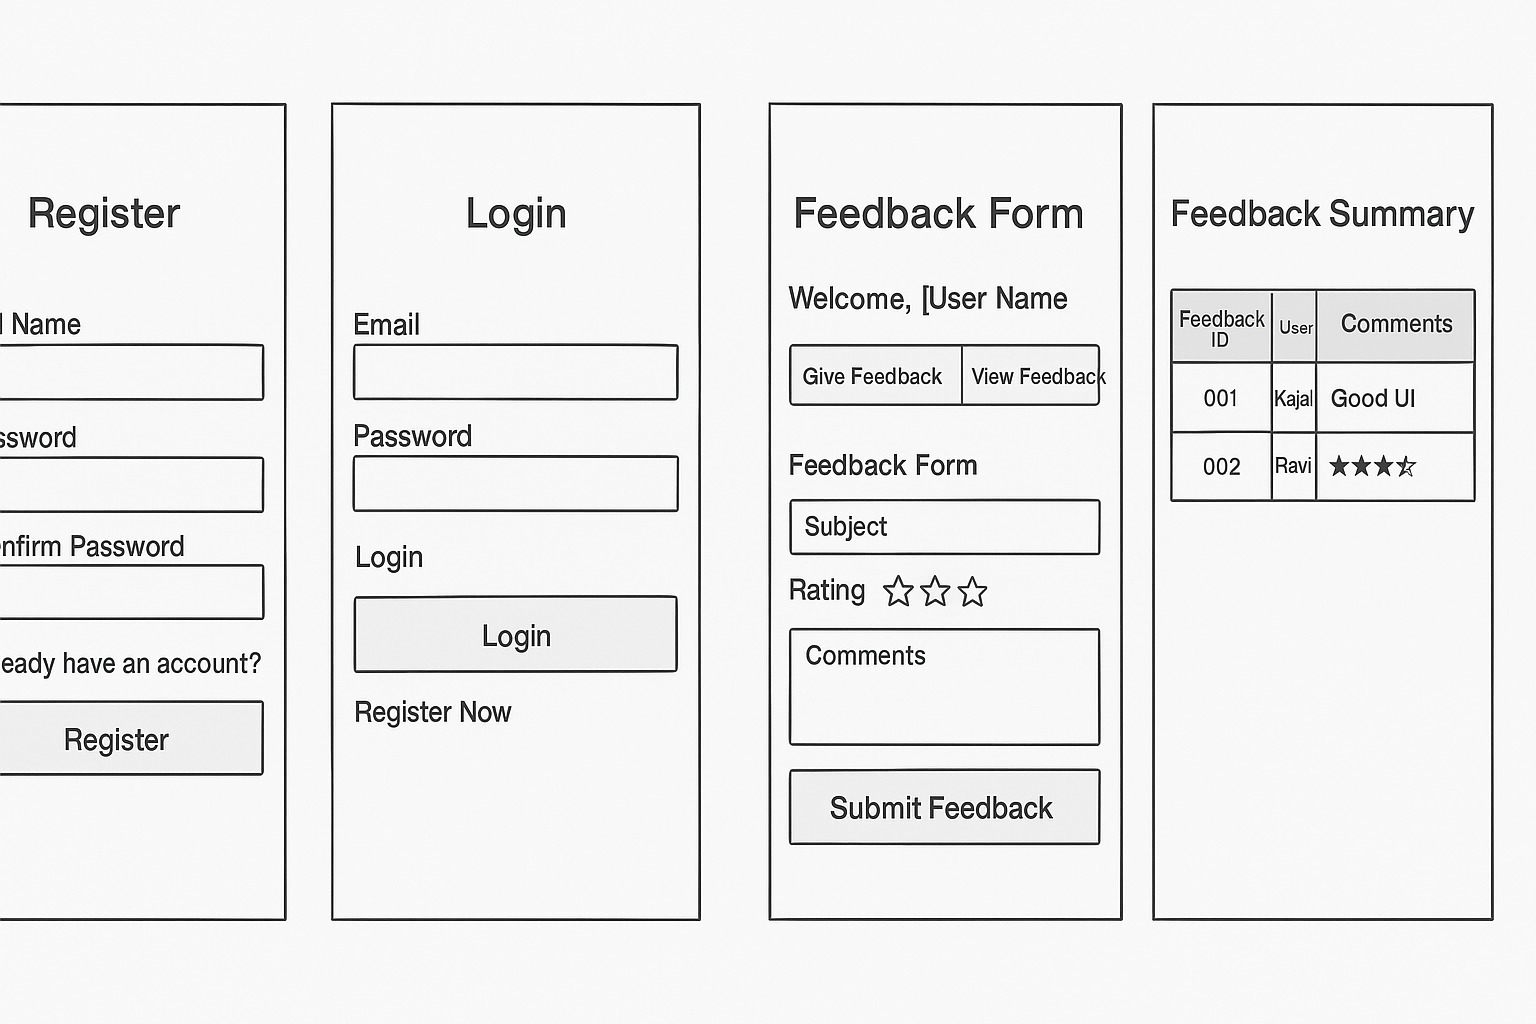 Register
l Name
ssword
nfirm Password
eady have an account?
Register
Login
Email
Password
Login
Login
Register Now
Feedback Form
Welcome, [User Name
Give Feedback
View Feedback
Feedback Form
Subject
Rating
Comments
Submit Feedback
Feedback Summary
Feedback
ID
User
Comments
001
Kajal
Good UI
002
Ravi